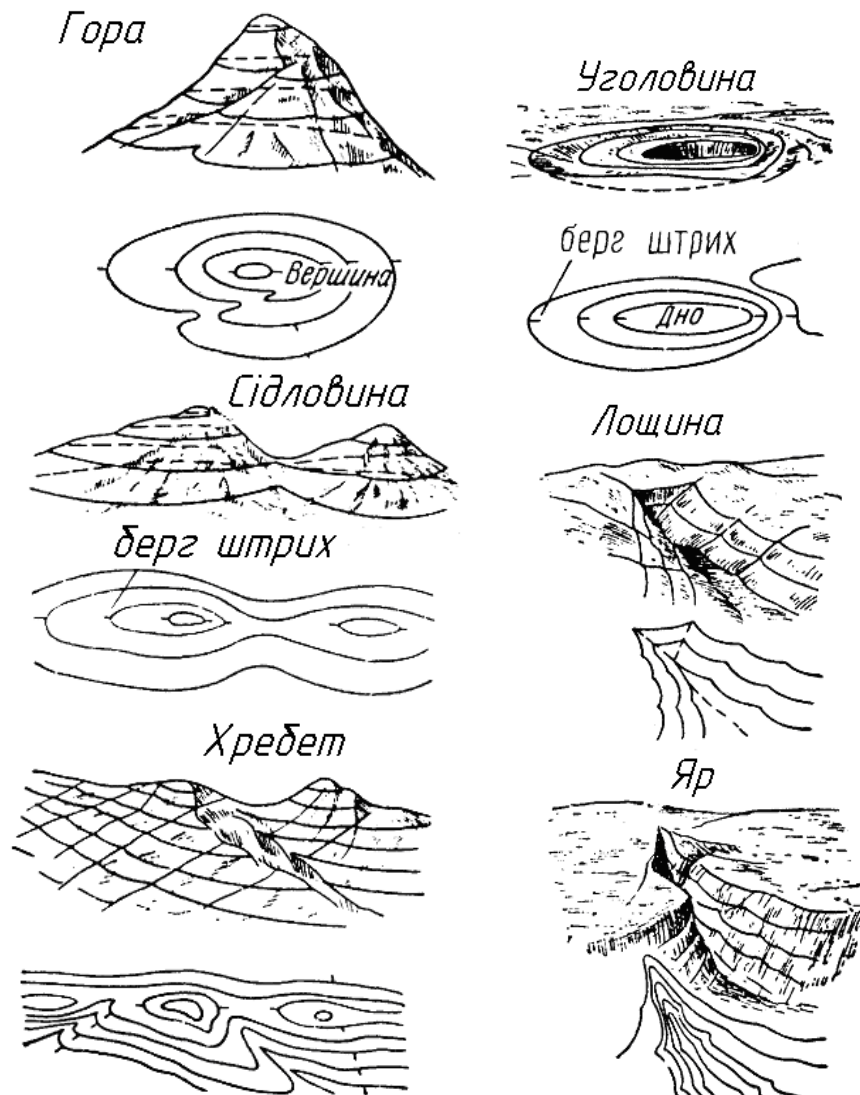 Гора
Вершина
Сідловина
берг штрих
Хребет
Уголовина
берг штрих
Дно
Лощина
Яр